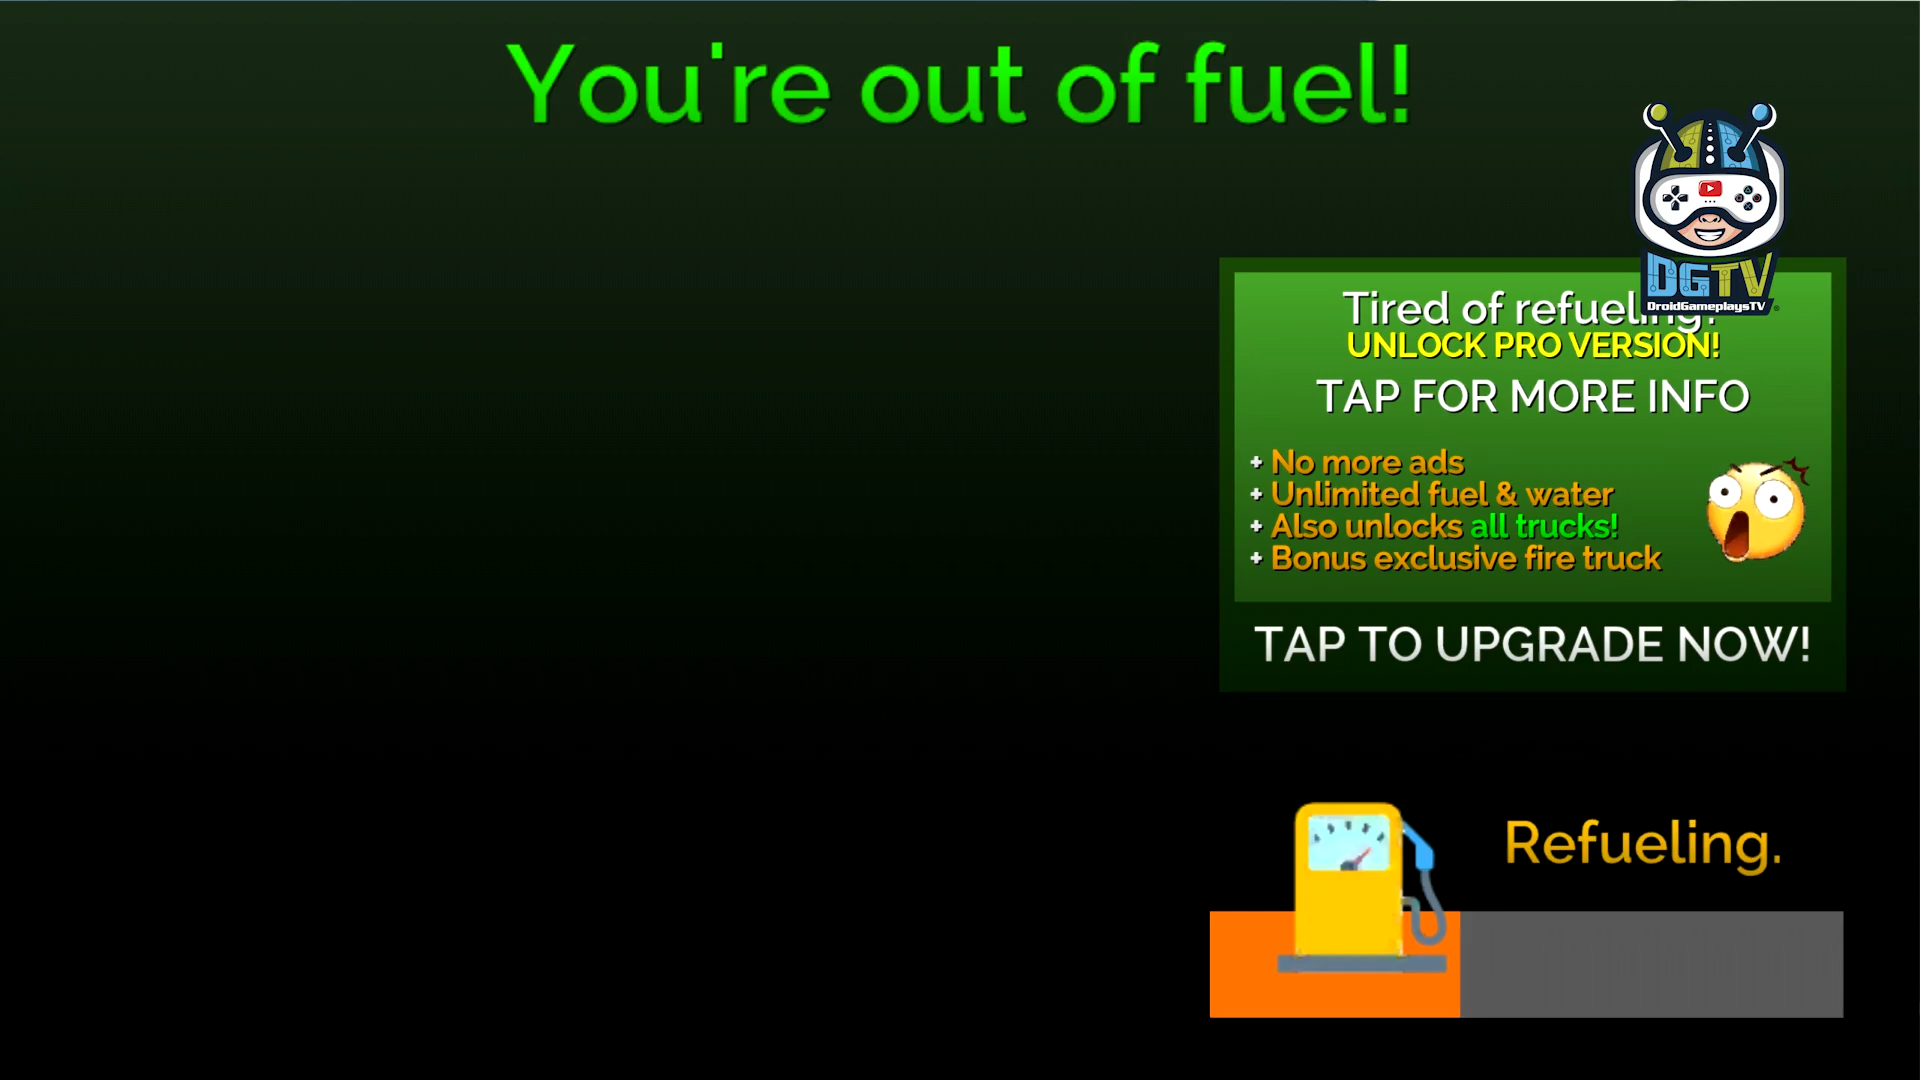 You're out of fuel!
DGTV
DroidGameplaysTV
Tired of refueling?
UNLOCK PRO VERSION!
TAP FOR MORE INFO
+ No more ads
+ Unlimited fuel & water
+ Also unlocks all trucks!
+ Bonus exclusive fire truck
TAP TO UPGRADE NOW!
Refueling.